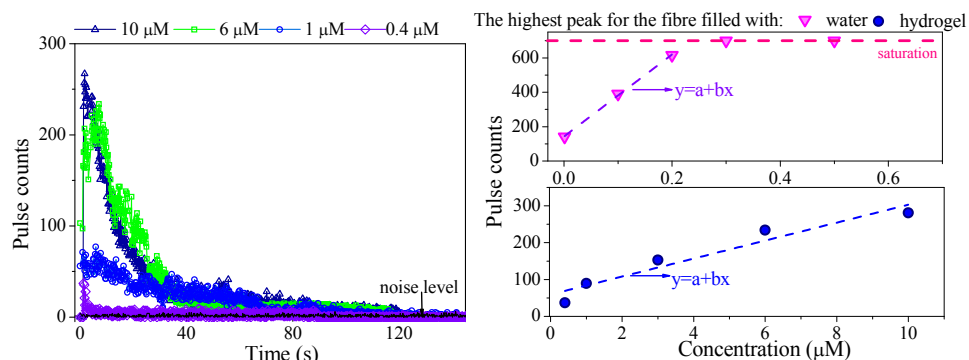 10 μM 6 μM 1 μM 0.4 μM
300
200
100
0
Pulse counts
noise level
0 40 80 120
Time (s)
The highest peak for the fibre filled with: water hydrogel
600
400
200
0
saturation
y=a+bx
0.0 0.2 0.4 0.6
Pulse counts
300
200
100
0
y=a+bx
2 4 6 8 10
Concentration (μM)